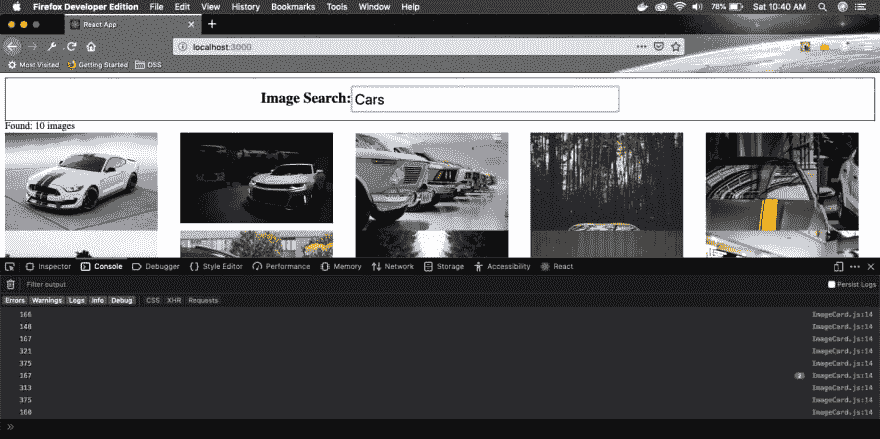 Firefox Developer Edition File Edit View History Bookmarks Tools Window Help 78% Sat 10:40 AM
React App
localhost:3000
Most Visited Getting Started DSS
Image Search: Cars
Found: 10 images
Inspector Console Debugger Style Editor Performance Memory Network Storage Accessibility React
Filter output Persist Logs
Errors Warnings Logs Info Debug CSS XHR Requests
166 ImageCard.js:14
148 ImageCard.js:14
167 ImageCard.js:14
321 ImageCard.js:14
375 ImageCard.js:14
167 2 ImageCard.js:14
313 ImageCard.js:14
375 ImageCard.js:14
160 ImageCard.js:14